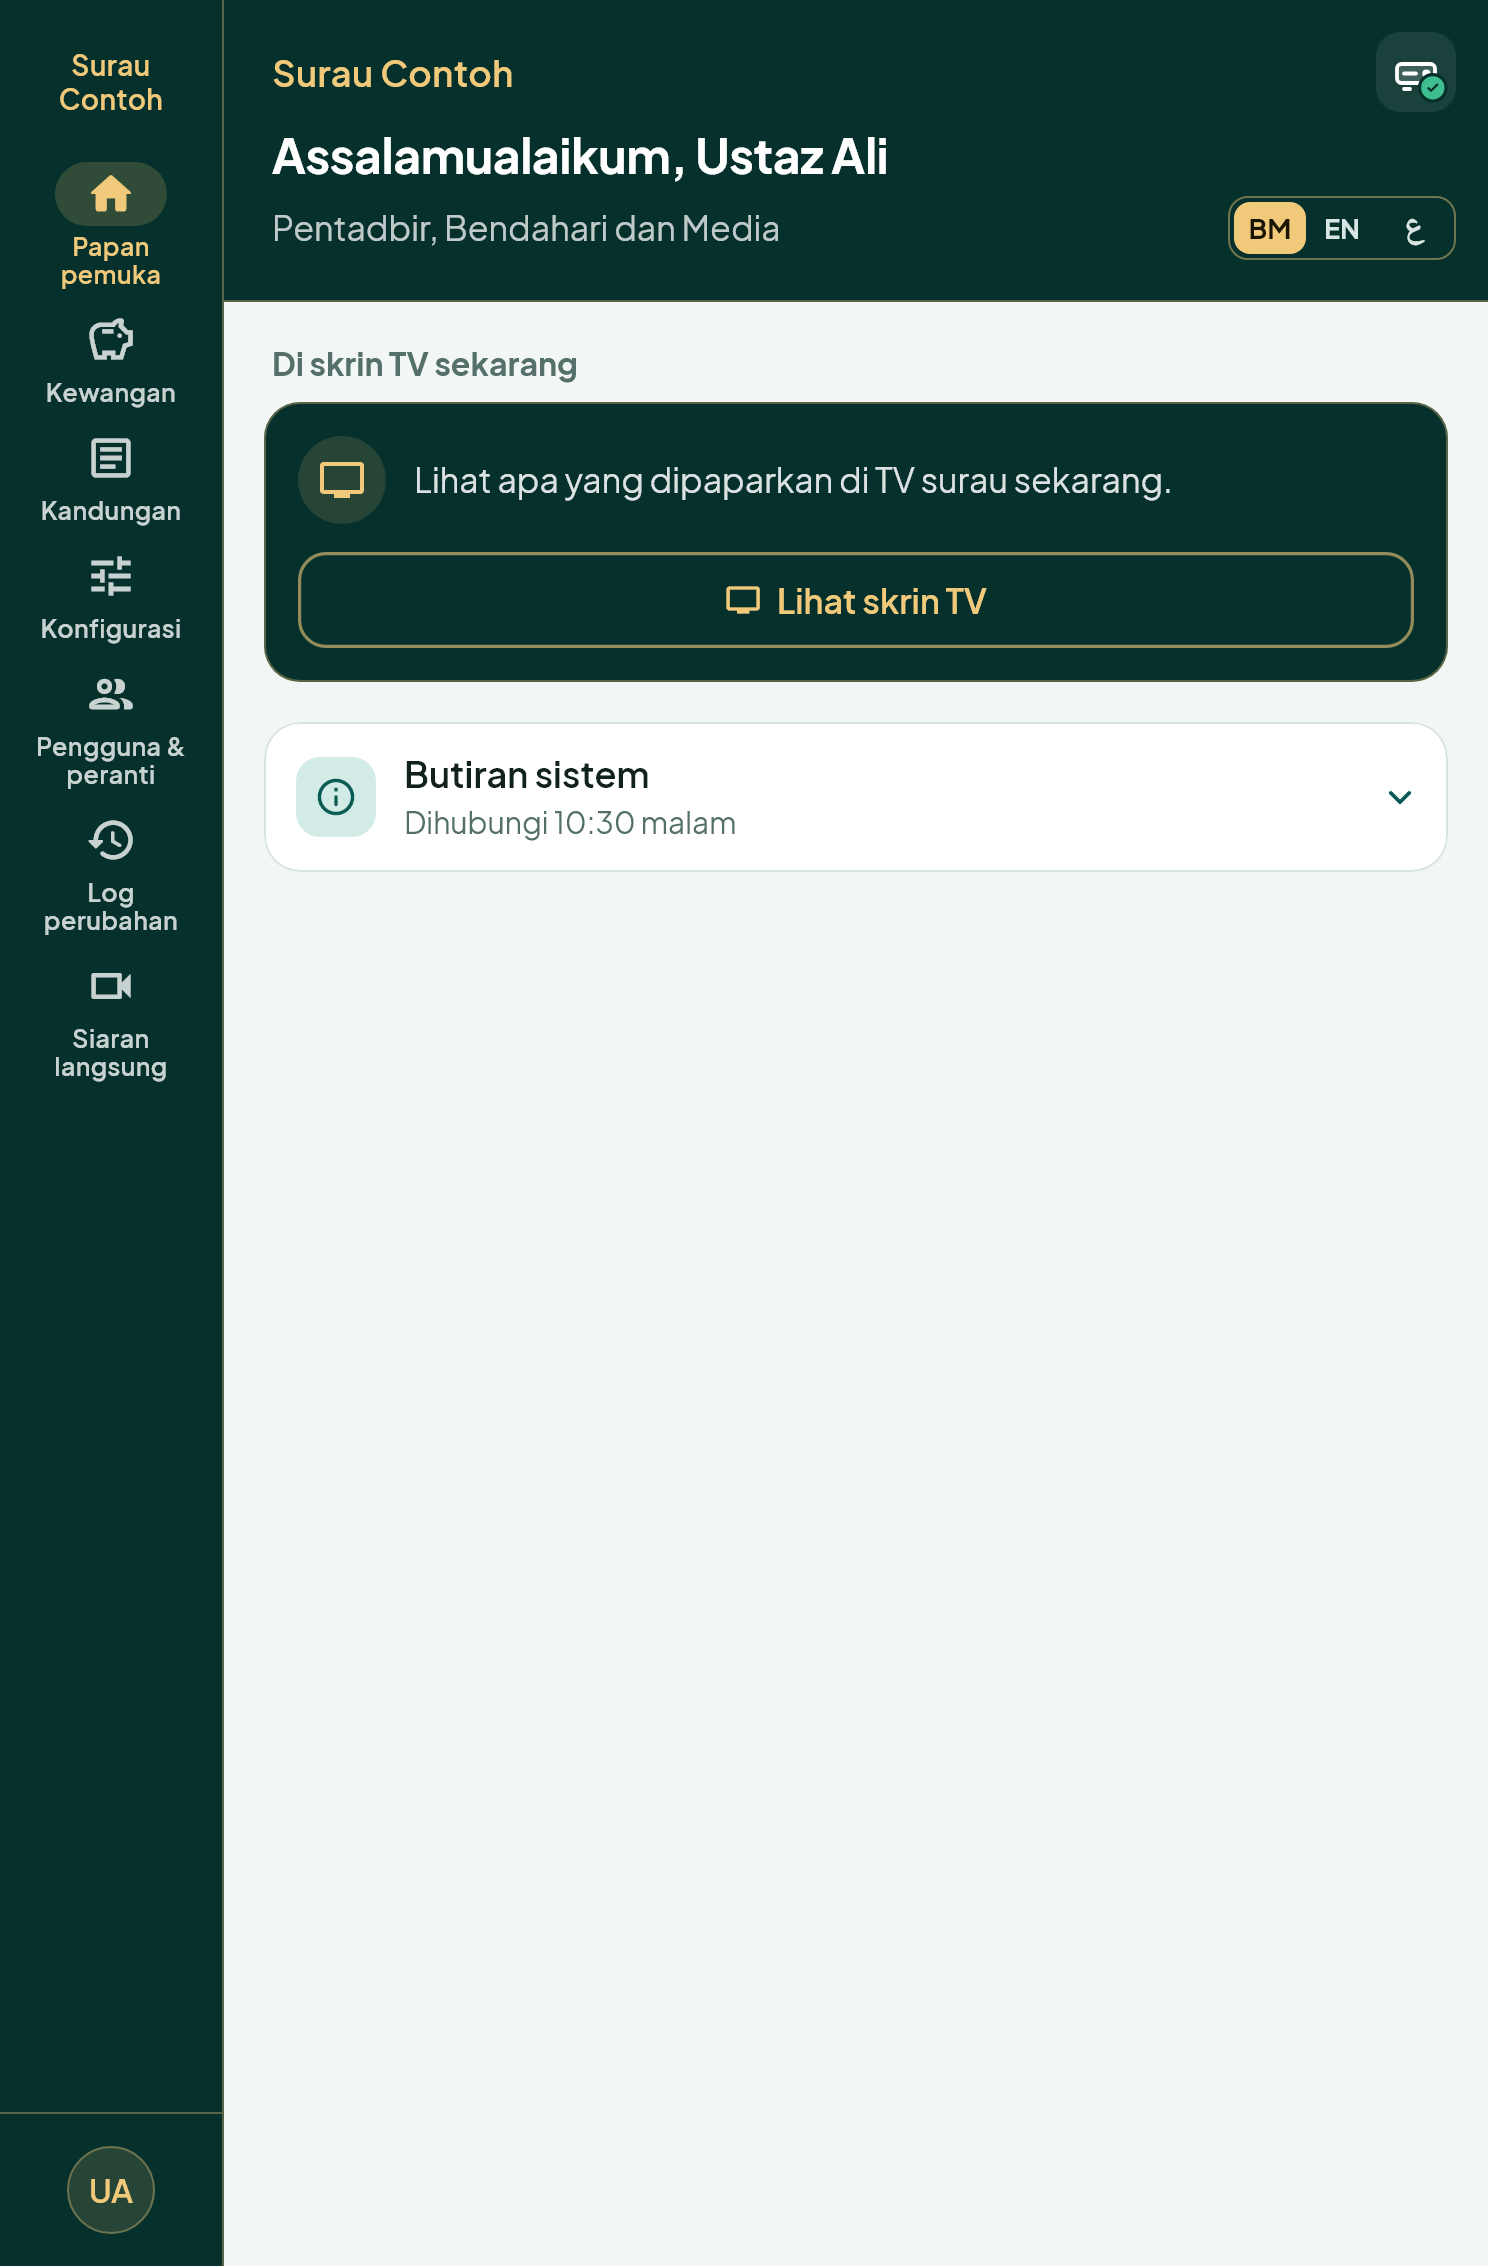 Surau
Contoh
Papan
pemuka
Kewangan
Kandungan
Konfigurasi
Pengguna &
peranti
Log
perubahan
Siaran
langsung
UA
Surau Contoh
Assalamualaikum, Ustaz Ali
Pentadbir, Bendahari dan Media
BM EN ع
Di skrin TV sekarang
Lihat apa yang dipaparkan di TV surau sekarang.
Lihat skrin TV
Butiran sistem
Dihubungi 10:30 malam